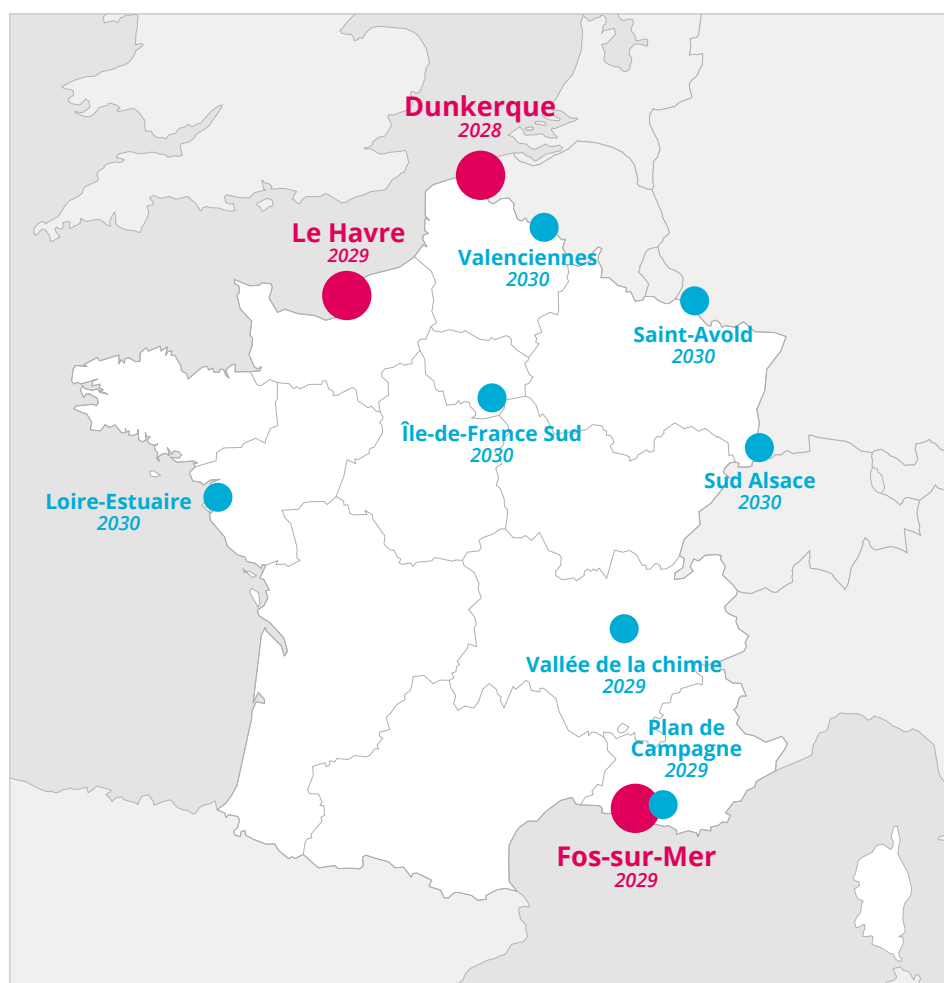 Dunkerque
2028
Le Havre
2029
Valenciennes
2030
Saint-Avold
2030
Île-de-France Sud
2030
Sud Alsace
2030
Loire-Estuaire
2030
Vallée de la chimie
2029
Plan de
Campagne
2029
Fos-sur-Mer
2029